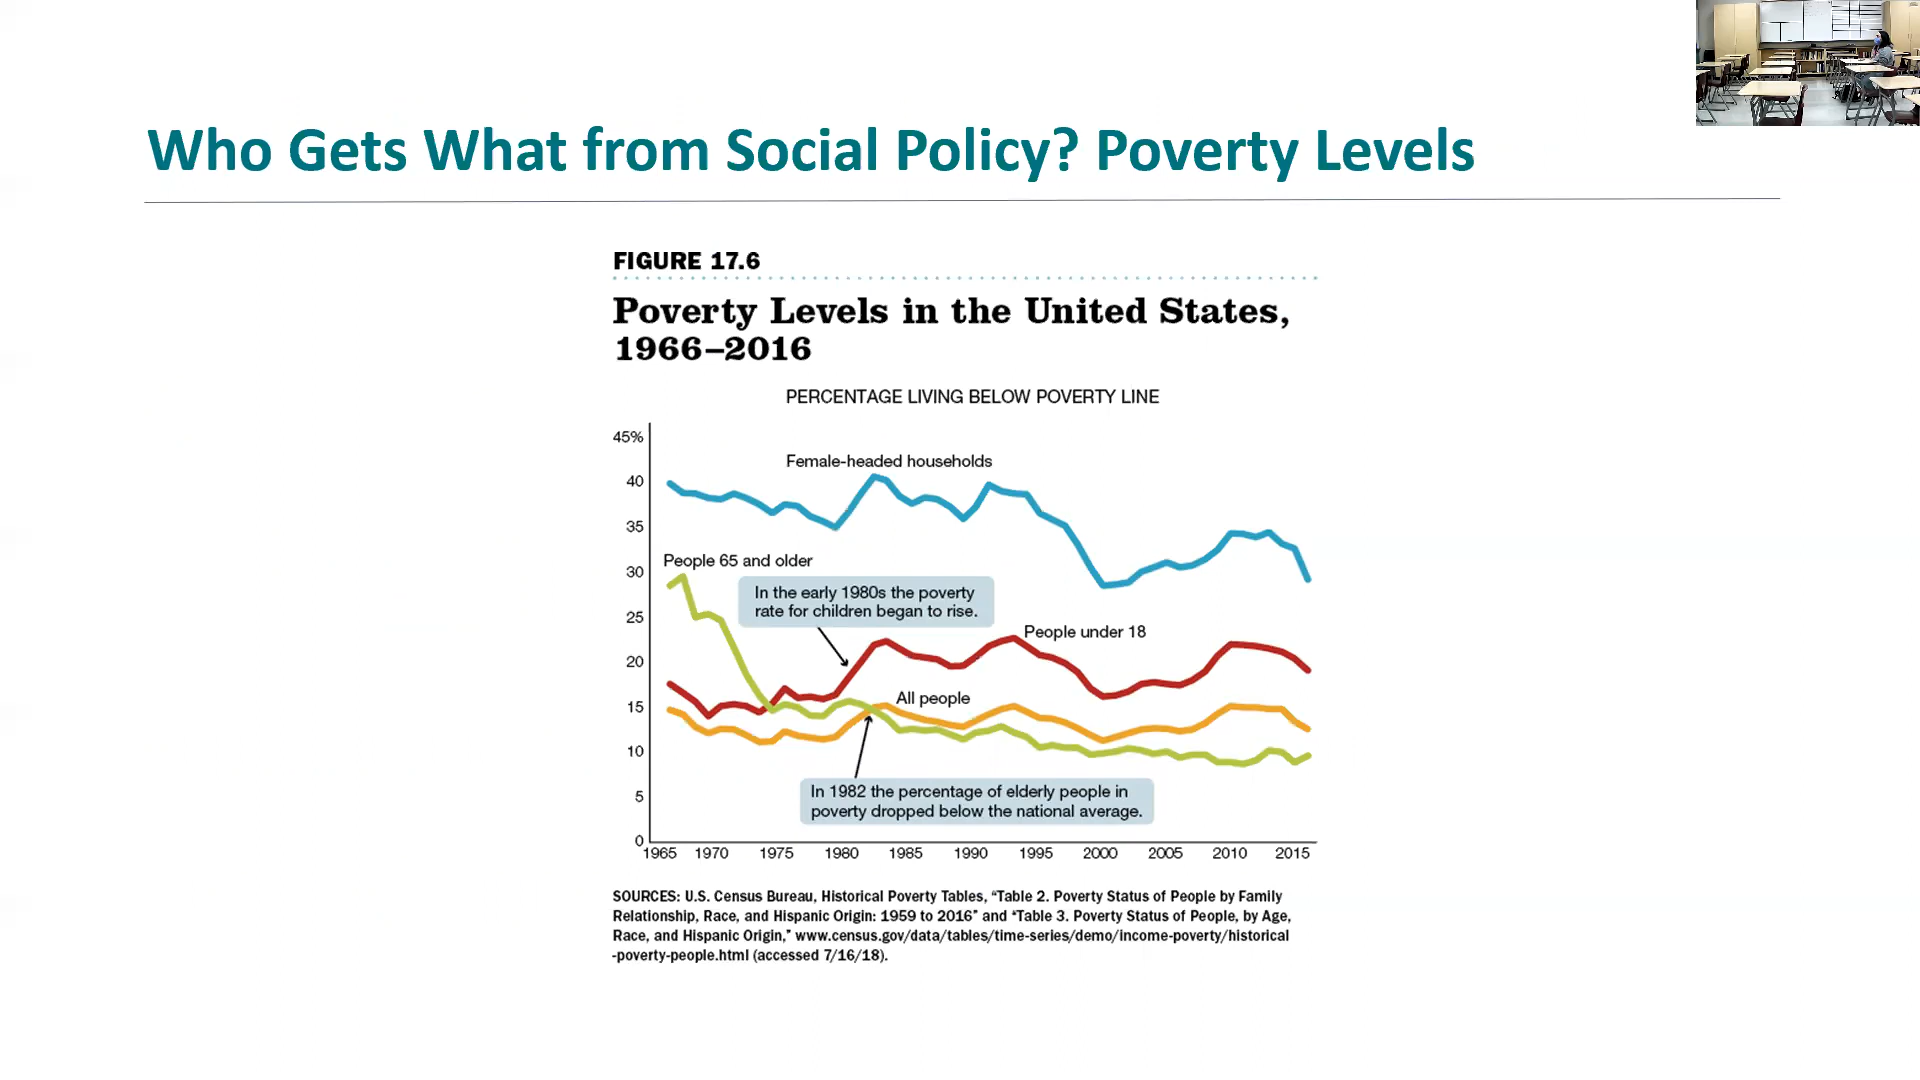 Who Gets What from Social Policy? Poverty Levels
FIGURE 17.6
Poverty Levels in the United States,
1966–2016
PERCENTAGE LIVING BELOW POVERTY LINE
45%
Female-headed households
40
35
People 65 and older
30
In the early 1980s the poverty
rate for children began to rise.
25
People under 18
20
All people
15
10
In 1982 the percentage of elderly people in
poverty dropped below the national average.
5
0
1965 1970 1975 1980 1985 1990 1995 2000 2005 2010 2015
SOURCES: U.S. Census Bureau, Historical Poverty Tables, “Table 2. Poverty Status of People by Family
Relationship, Race, and Hispanic Origin: 1959 to 2016” and “Table 3. Poverty Status of People, by Age,
Race, and Hispanic Origin,” www.census.gov/data/tables/time-series/demo/income-poverty/historical
-poverty-people.html (accessed 7/16/18).